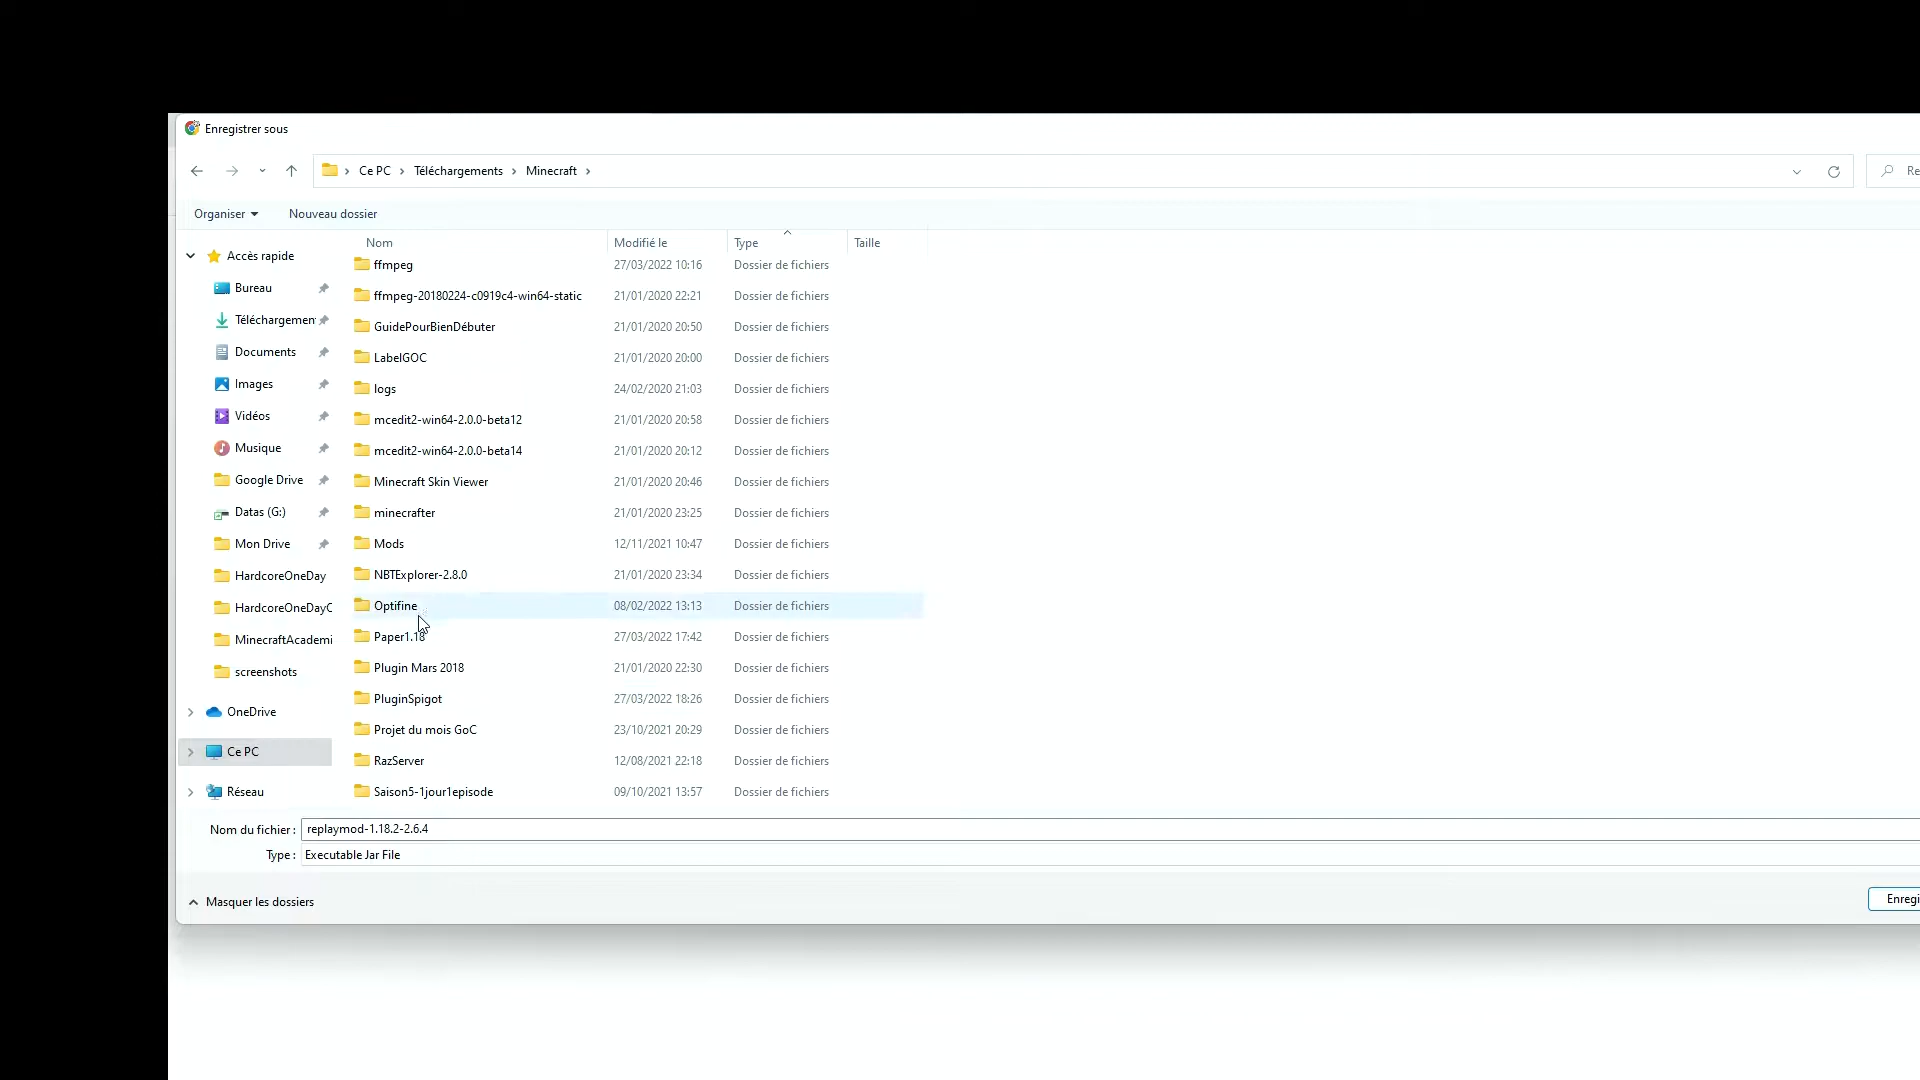 Enregistrer sous
Ce PC Téléchargements Minecraft
Re
Organiser Nouveau dossier
Nom Modifié le Type Taille
Accès rapide
Bureau
Téléchargemen
Documents
Images
Vidéos
Musique
Google Drive
Datas (G:)
Mon Drive
HardcoreOneDay
HardcoreOneDayC
MinecraftAcademi
screenshots
OneDrive
Ce PC
Réseau
ffmpeg 27/03/2022 10:16 Dossier de fichiers
ffmpeg-20180224-c0919c4-win64-static 21/01/2020 22:21 Dossier de fichiers
GuidePourBienDébuter 21/01/2020 20:50 Dossier de fichiers
LabelGOC 21/01/2020 20:00 Dossier de fichiers
logs 24/02/2020 21:03 Dossier de fichiers
mcedit2-win64-2.0.0-beta12 21/01/2020 20:58 Dossier de fichiers
mcedit2-win64-2.0.0-beta14 21/01/2020 20:12 Dossier de fichiers
Minecraft Skin Viewer 21/01/2020 20:46 Dossier de fichiers
minecrafter 21/01/2020 23:25 Dossier de fichiers
Mods 12/11/2021 10:47 Dossier de fichiers
NBTExplorer-2.8.0 21/01/2020 23:34 Dossier de fichiers
Optifine 08/02/2022 13:13 Dossier de fichiers
Paper1.18 27/03/2022 17:42 Dossier de fichiers
Plugin Mars 2018 21/01/2020 22:30 Dossier de fichiers
PluginSpigot 27/03/2022 18:26 Dossier de fichiers
Projet du mois GoC 23/10/2021 20:29 Dossier de fichiers
RazServer 12/08/2021 22:18 Dossier de fichiers
Saison5-1jour1episode 09/10/2021 13:57 Dossier de fichiers
Nom du fichier : replaymod-1.18.2-2.6.4
Type : Executable Jar File
Masquer les dossiers
Enregi